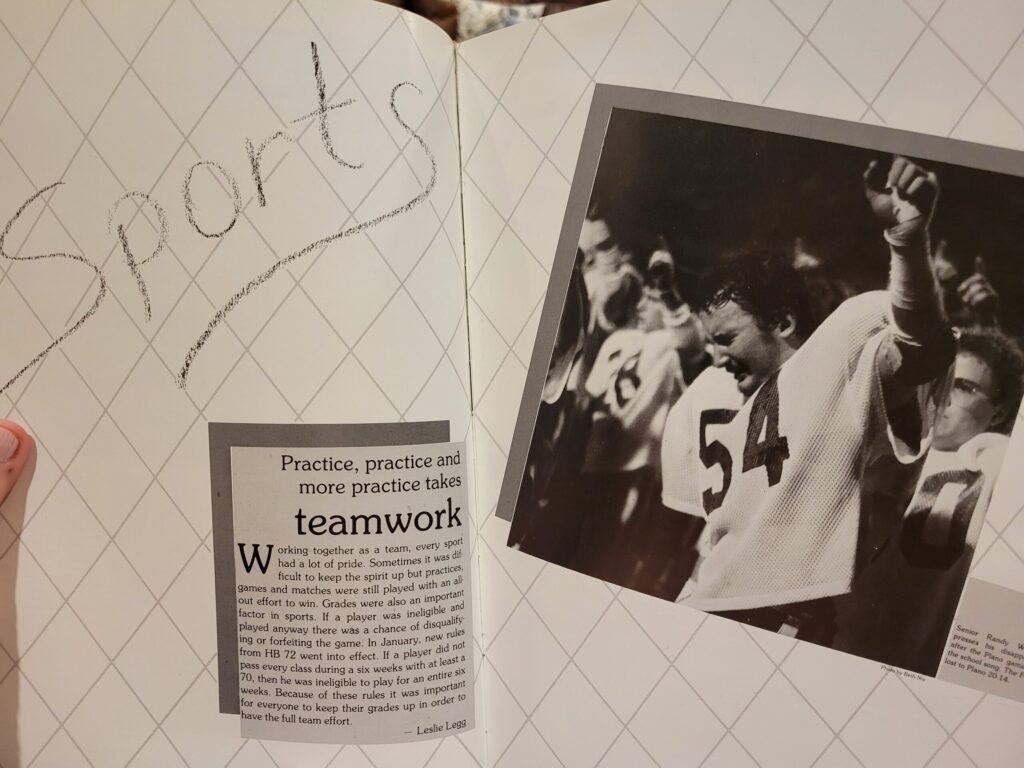 Sports
Practice, practice and
more practice takes
teamwork
Working together as a team, every sport
had a lot of pride. Sometimes it was dif-
ficult to keep the spirit up but practices,
games and matches were still played with an all-
out effort to win. Grades were also an important
factor in sports. If a player was ineligible and
played anyway there was a chance of disqualify-
ing or forfeiting the game. In January, new rules
from HB 72 went into effect. If a player did not
pass every class during a six weeks with at least a
70, then he was ineligible to play for an entire six
weeks. Because of these rules it was important
for everyone to keep their grades up in order to
have the full team effort.
— Leslie Legg
54
Photo by Beth
Senior Randy W
presses his disapp
after the Plano game
the school song. The F
lost to Plano 20-14.